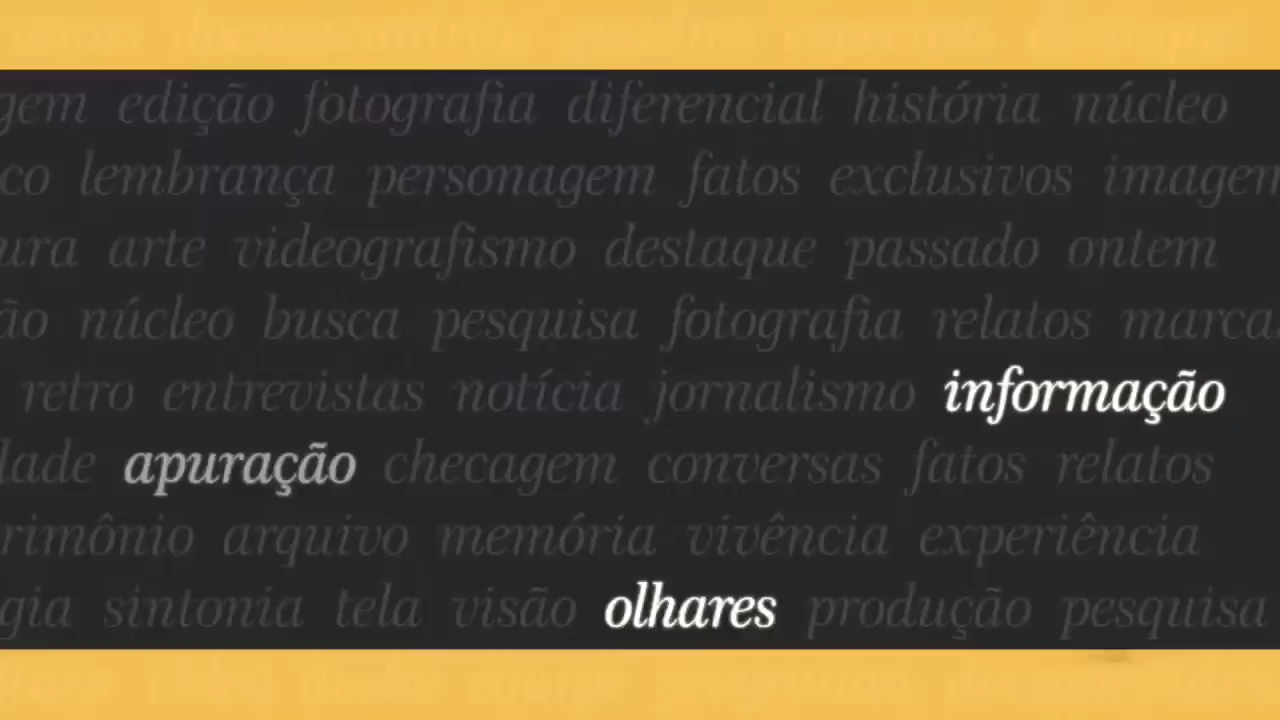 gem edição fotografia diferencial história núcleo
co lembrança personagem fatos exclusivos imagem
ura arte videografismo destaque passado ontem
ão núcleo busca pesquisa fotografia relatos marcas
retro entrevistas notícia jornalismo informação
dade apuração checagem conversas fatos relatos
rimônio arquivo memória vivência experiência
gia sintonia tela visão olhares produção pesquisa